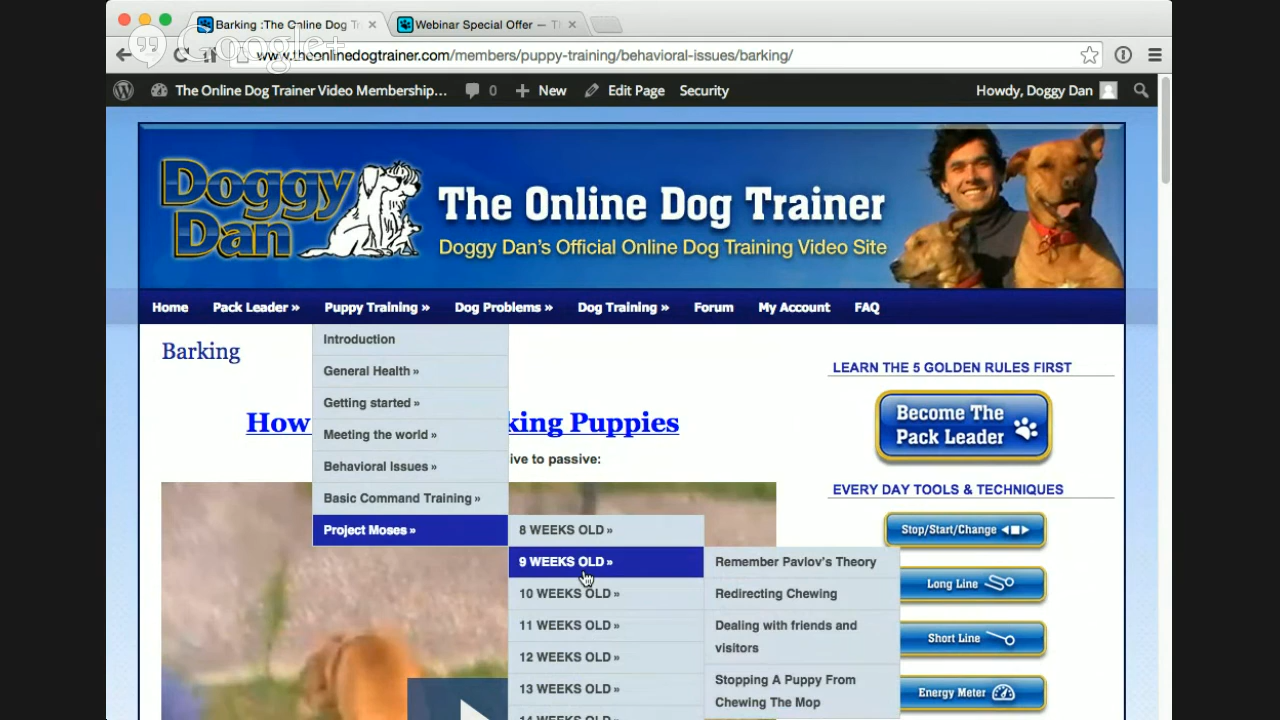 Barking :The Online Dog Tr
Webinar Special Offer — T
Google+
www.theonlinedogtrainer.com/members/puppy-training/behavioral-issues/barking/
The Online Dog Trainer Video Membership… 0 New Edit Page Security Howdy, Doggy Dan
Doggy
Dan
The Online Dog Trainer
Doggy Dan's Official Online Dog Training Video Site
Home Pack Leader » Puppy Training » Dog Problems » Dog Training » Forum My Account FAQ
Barking
How
king Puppies
ive to passive:
Introduction
General Health »
Getting started »
Meeting the world »
Behavioral Issues »
Basic Command Training »
Project Moses »
8 WEEKS OLD »
9 WEEKS OLD »
10 WEEKS OLD »
11 WEEKS OLD »
12 WEEKS OLD »
13 WEEKS OLD »
14 WEEKS OLD »
Remember Pavlov's Theory
Redirecting Chewing
Dealing with friends and
visitors
Stopping A Puppy From
Chewing The Mop
LEARN THE 5 GOLDEN RULES FIRST
Become The
Pack Leader
EVERY DAY TOOLS & TECHNIQUES
Stop/Start/Change
Long Line
Short Line
Energy Meter